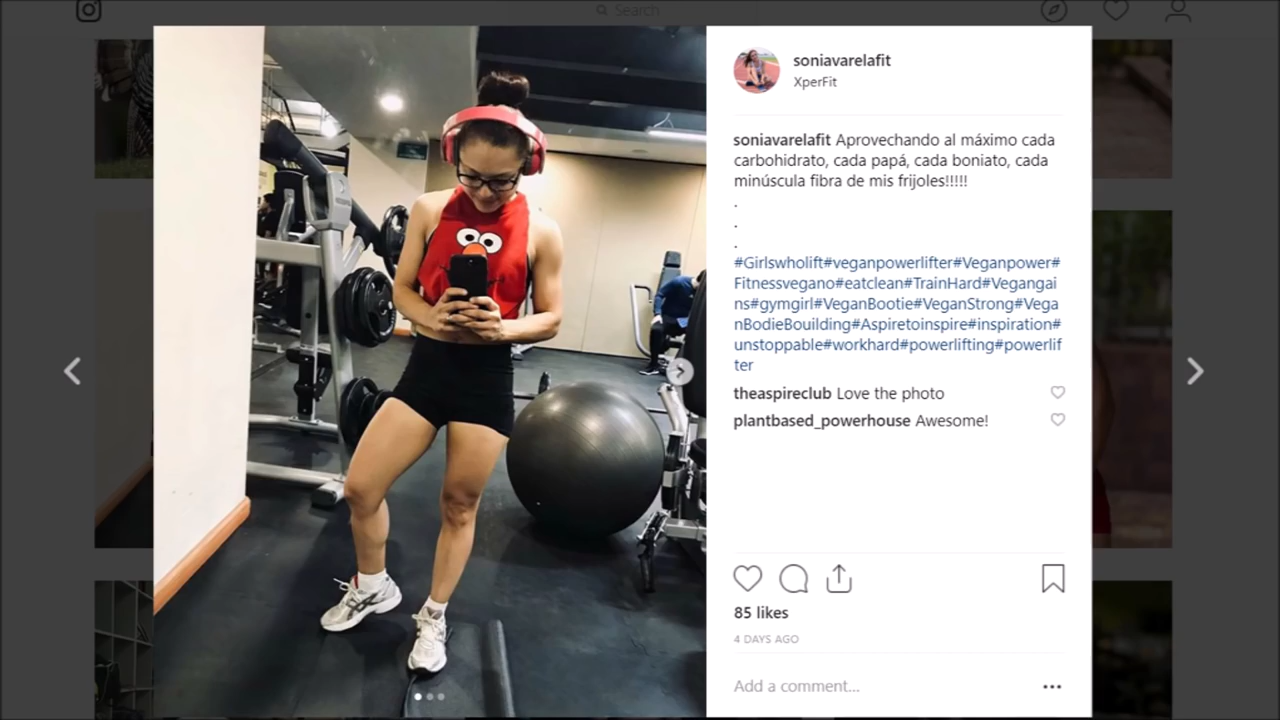 Search
soniavarelafit
XperFit
soniavarelafit Aprovechando al máximo cada
carbohidrato, cada papá, cada boniato, cada
minúscula fibra de mis frijoles!!!!!
.
.
.
#Girlswholift#veganpowerlifter#Veganpower#
Fitnessvegano#eatclean#TrainHard#Vegangai
ns#gymgirl#VeganBootie#VeganStrong#Vega
nBodieBouilding#Aspiretoinspire#inspiration#
unstoppable#workhard#powerlifting#powerlif
ter
theaspireclub Love the photo
plantbased_powerhouse Awesome!
85 likes
4 DAYS AGO
Add a comment...